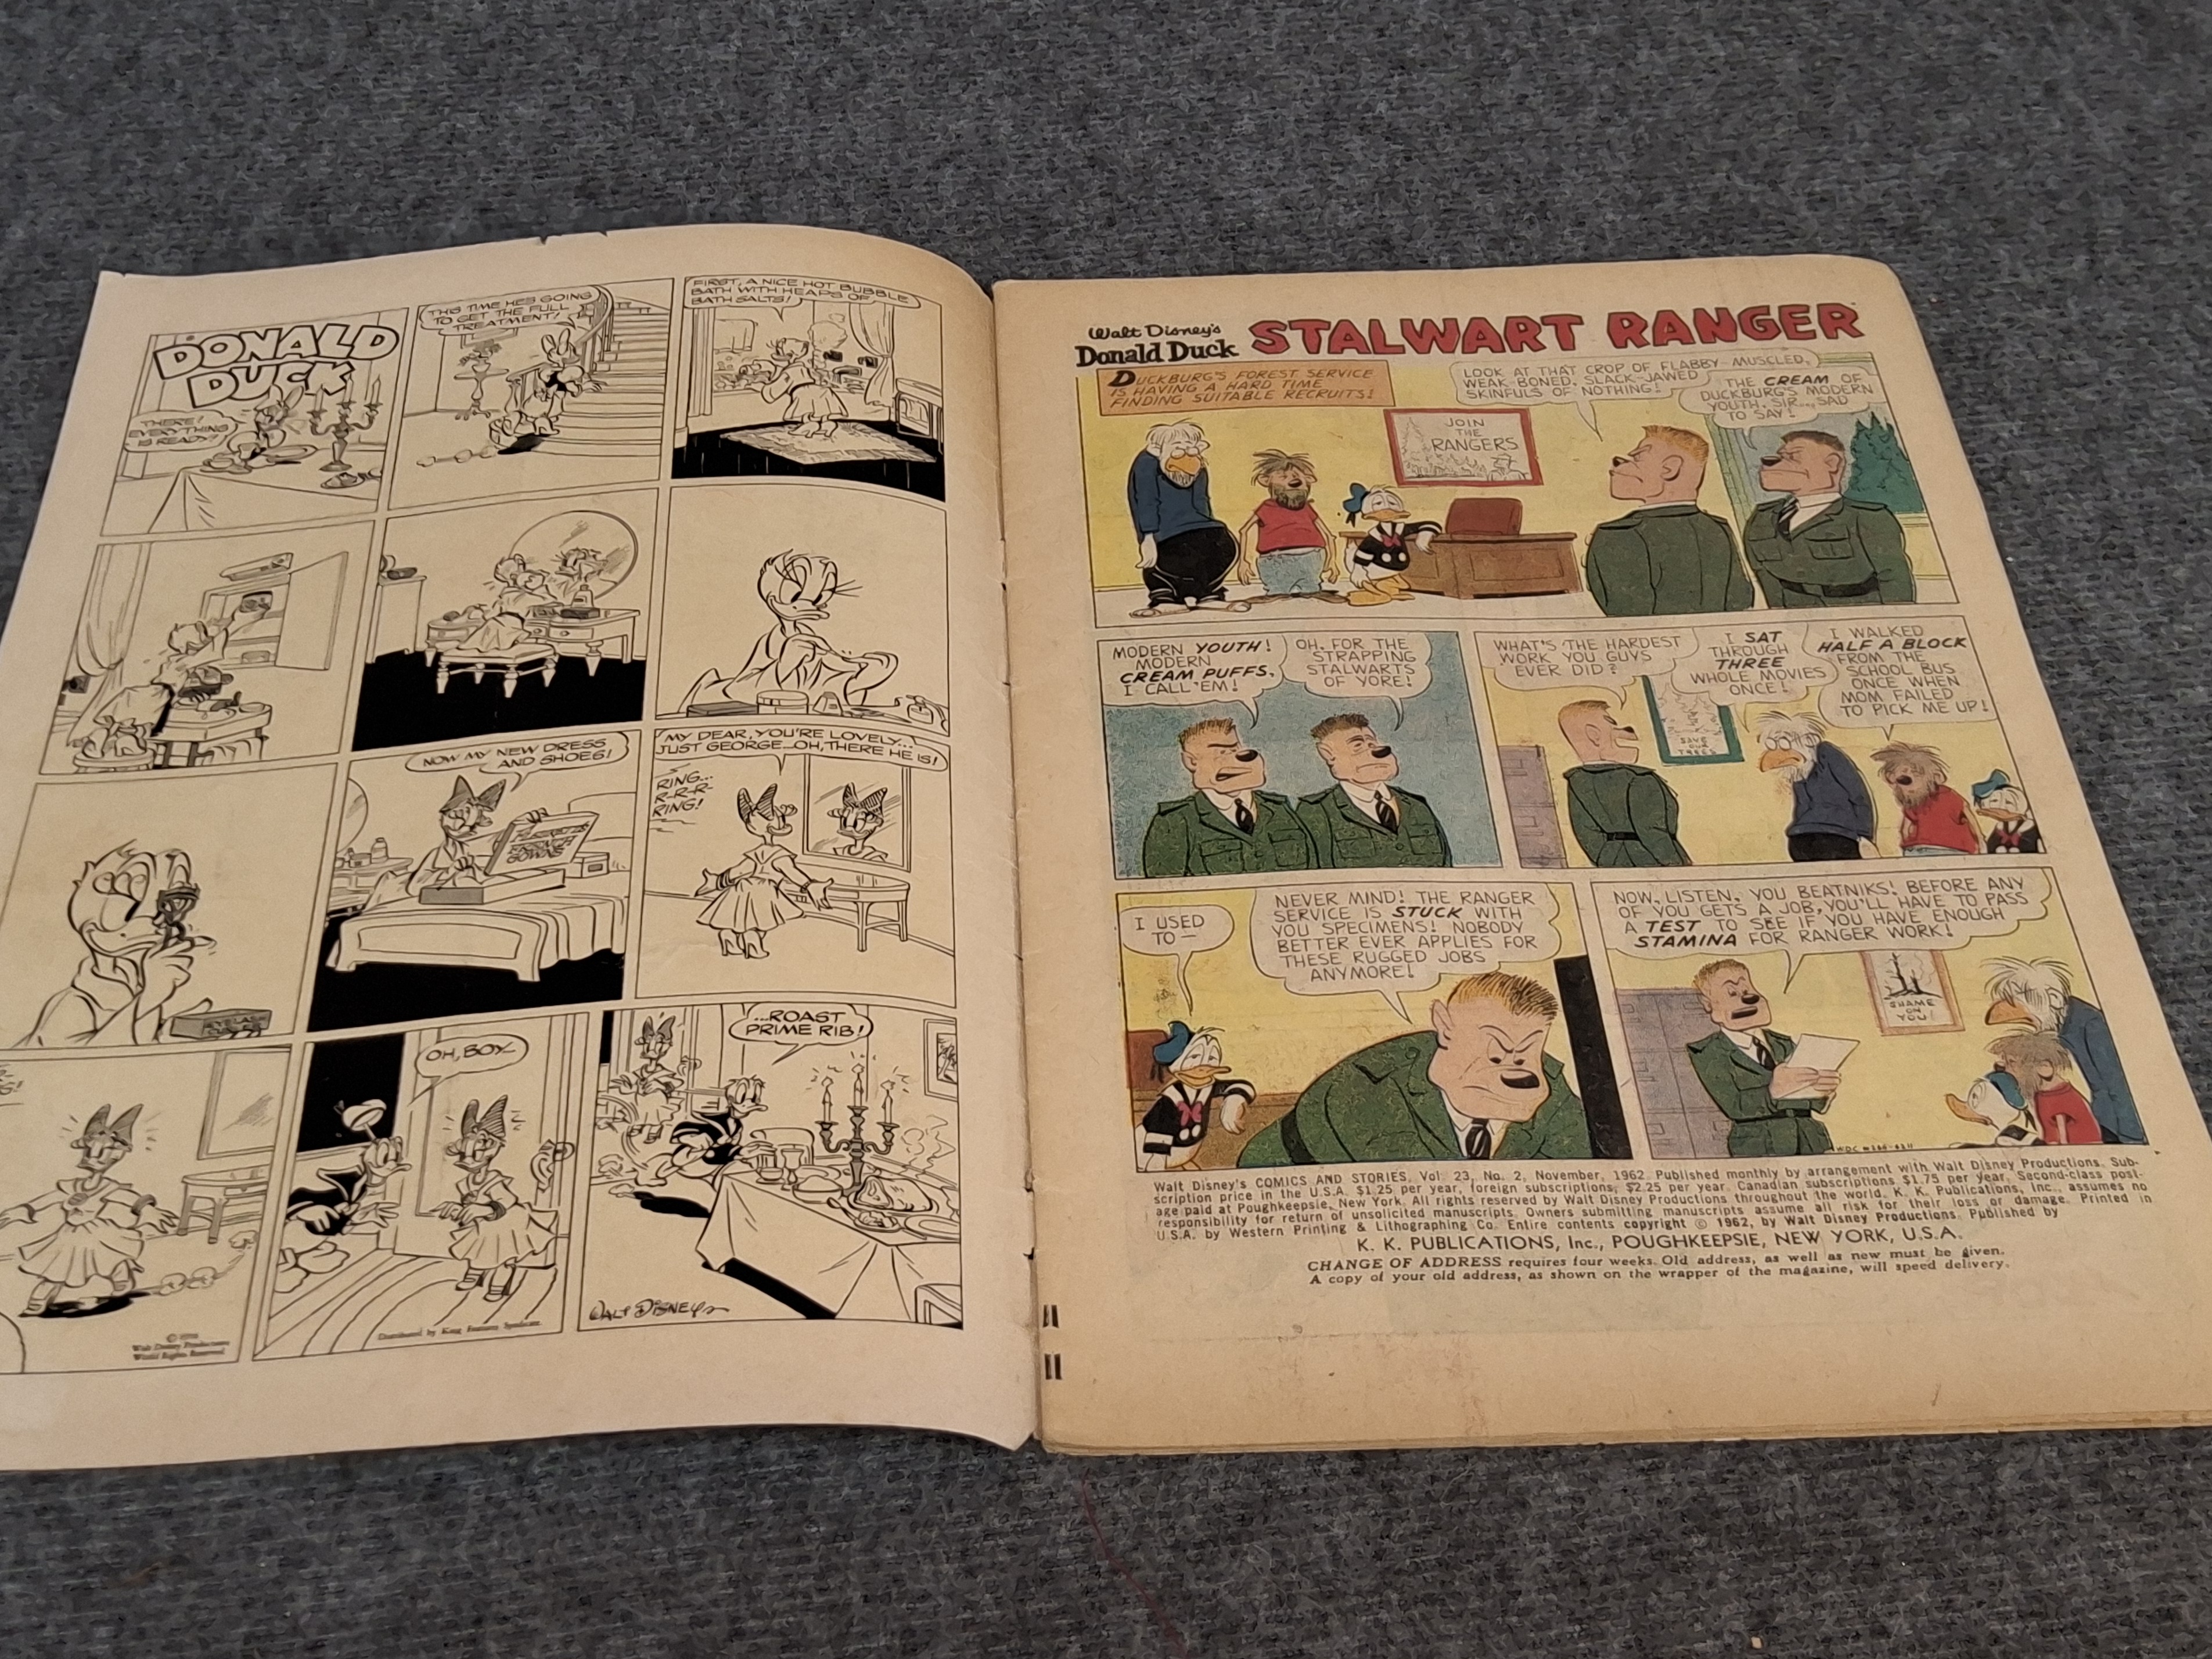 DONALD
DUCK
THERE!
EVERYTHING
IS READY!
THIS TIME HE'S GOING
TO GET THE FULL
TREATMENT!
FIRST, A NICE HOT BUBBLE
BATH WITH HEAPS OF
BATH SALTS!
NOW MY NEW DRESS
AND SHOES!
GOWNS
MY DEAR, YOU'RE LOVELY...
JUST GEORGE...OH, THERE HE IS!
RING...
R-R-R-
RING!
EYELASH
OH, BOY...
...ROAST
PRIME RIB!
Walt Disney Productions
World Rights Reserved
Distributed by King Features Syndicate
WALT DISNEY
Walt Disney's
Donald Duck
STALWART RANGER
DUCKBURG'S FOREST SERVICE
IS HAVING A HARD TIME
FINDING SUITABLE RECRUITS!
LOOK AT THAT CROP OF FLABBY-MUSCLED,
WEAK-BONED, SLACK-JAWED
SKINFULS OF NOTHING!
THE CREAM OF
DUCKBURG'S MODERN
YOUTH, SIR..., SAD
TO SAY!
JOIN
THE
RANGERS
MODERN YOUTH!
MODERN
CREAM PUFFS,
I CALL 'EM!
OH, FOR THE
STRAPPING
STALWARTS
OF YORE!
WHAT'S THE HARDEST
WORK YOU GUYS
EVER DID?
I SAT
THROUGH
THREE
WHOLE MOVIES
ONCE!
I WALKED
HALF A BLOCK
FROM THE
SCHOOL BUS
ONCE WHEN
MOM FAILED
TO PICK ME UP!
SAVE
OUR
TREES
I USED
TO—
NEVER MIND! THE RANGER
SERVICE IS STUCK WITH
YOU SPECIMENS! NOBODY
BETTER EVER APPLIES FOR
THESE RUGGED JOBS
ANYMORE!
NOW, LISTEN, YOU BEATNIKS! BEFORE ANY
OF YOU GETS A JOB, YOU'LL HAVE TO PASS
A TEST TO SEE IF YOU HAVE ENOUGH
STAMINA FOR RANGER WORK!
SHAME
ON
YOU!
Walt Disney's COMICS AND STORIES, Vol. 23, No. 2, November, 1962. Published monthly by arrangement with Walt Disney Productions. Sub-
scription price in the U.S.A. $1.25 per year, foreign subscriptions, $2.25 per year. Canadian subscriptions $1.75 per year. Second-class post-
age paid at Poughkeepsie, New York. All rights reserved by Walt Disney Productions throughout the world. K. K. Publications, Inc., assumes no
responsibility for return of unsolicited manuscripts. Owners submitting manuscripts assume all risk for their loss or damage. Printed in
U.S.A. by Western Printing & Lithographing Co. Entire contents copyright © 1962, by Walt Disney Productions. Published by
K. K. PUBLICATIONS, Inc., POUGHKEEPSIE, NEW YORK, U.S.A.
CHANGE OF ADDRESS requires four weeks. Old address, as well as new must be given.
A copy of your old address, as shown on the wrapper of the magazine, will speed delivery.